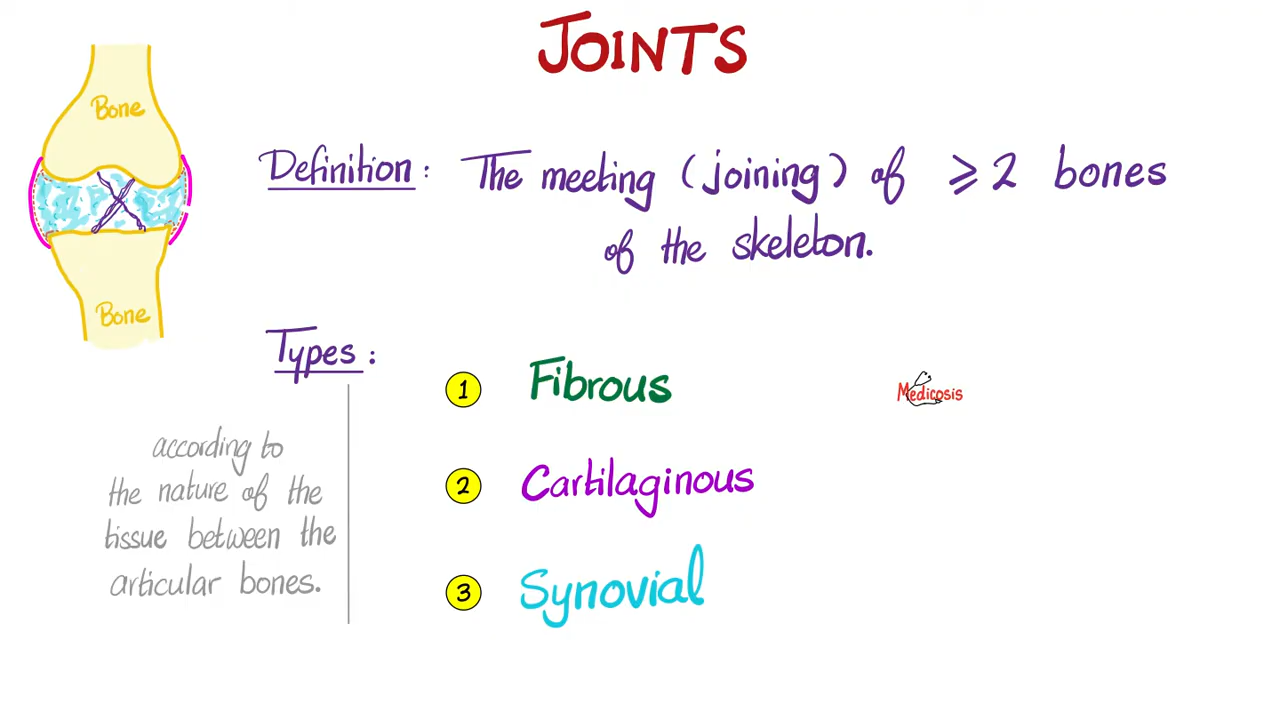 JOINTS
Bone
Definition: The meeting (joining) of ⩾2 bones
of the skeleton.
Bone
Types:
1 Fibrous
Medicosis
according to
the nature of the
tissue between the
articular bones.
2 Cartilaginous
3 Synovial